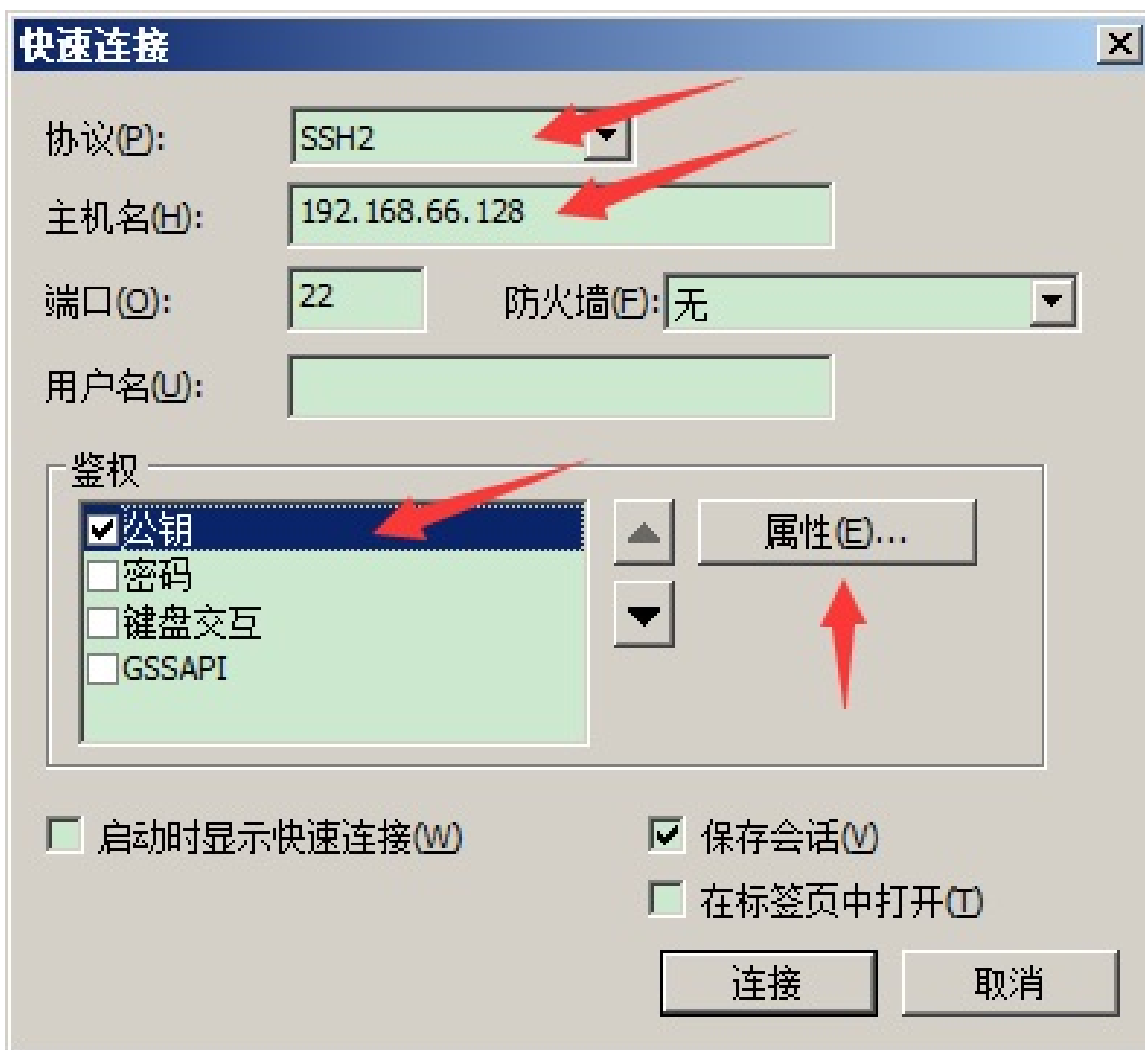 快速连接
协议(P): SSH2
主机名(H): 192.168.66.128
端口(O): 22 防火墙(F): 无
用户名(U):
鉴权
公钥 属性(E)...
密码
键盘交互
GSSAPI
启动时显示快速连接(W) 保存会话(V)
在标签页中打开(T)
连接 取消